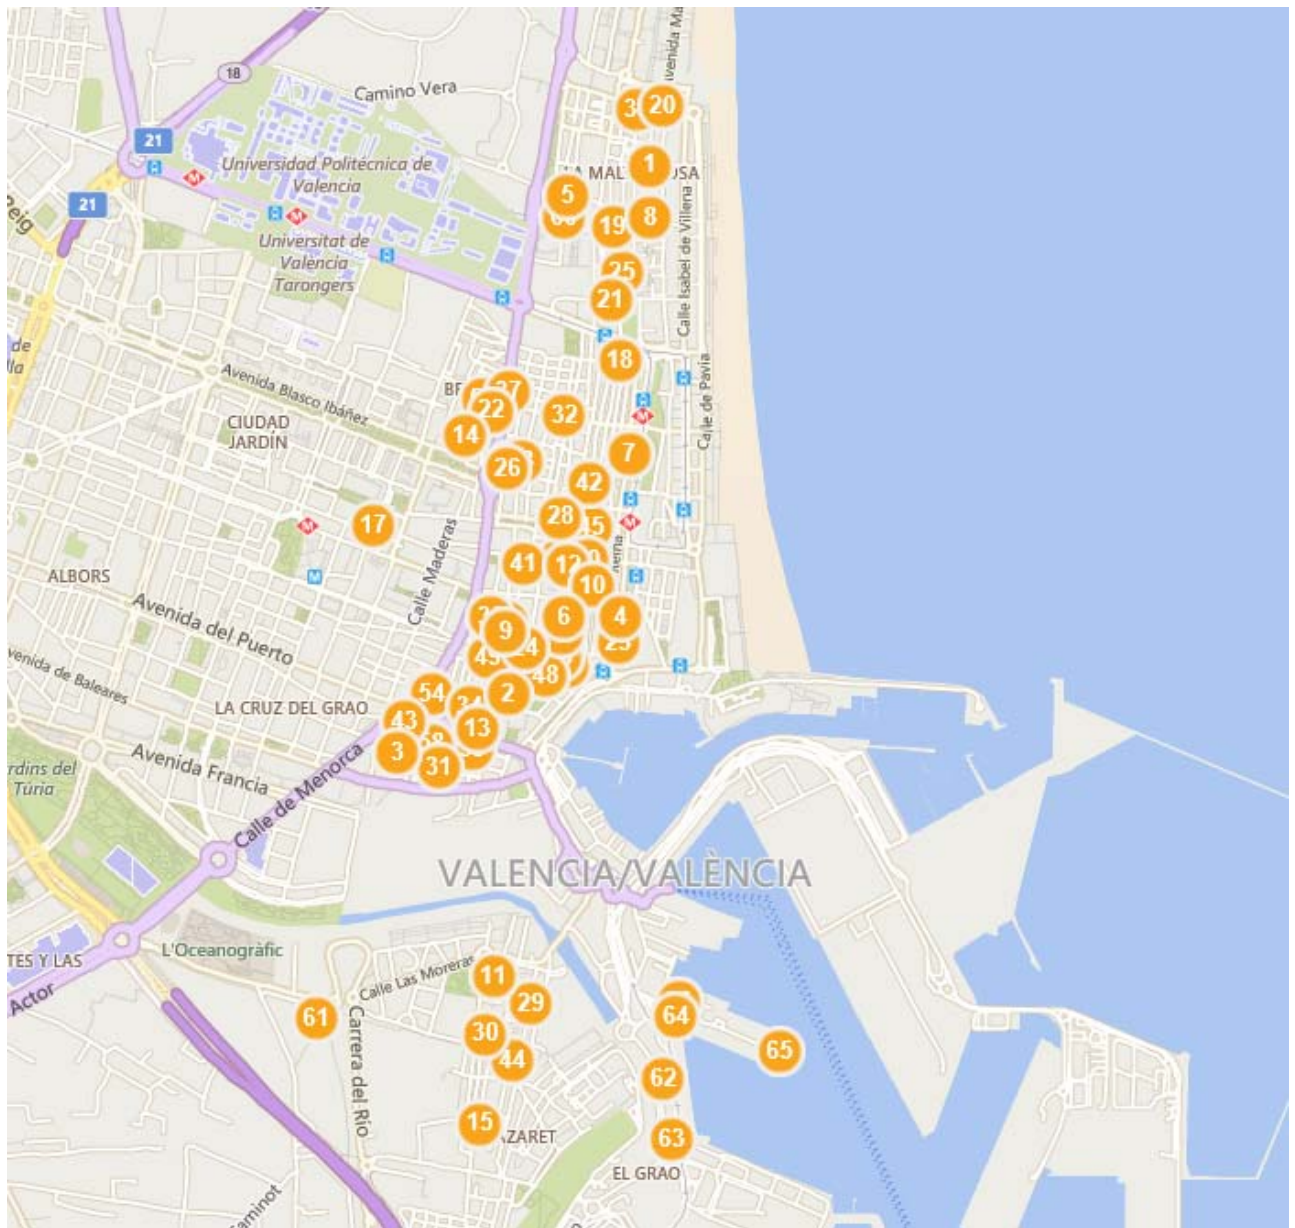 18
Camino Vera
21
Universidad Politécnica de
Valencia
20
1
5
21
8
19
Universitat de
Valencia
Tarongers
25
21
Calle Isabel de Villena
18
Calle de Pavía
Avenida Blasco Ibáñez
22
32
CIUDAD
JARDÍN
14
7
26
42
17
28
Calle Maderas
ALBORS
41
10
Avenida del Puerto
6
4
9
48
2
54
LA CRUZ DEL GRAO
43
13
3
31
Avenida Francia
Calle de Menorca
Turia
VALENCIA/VALÈNCIA
L'Oceanogràfic
Calle Las Moreras
11
29
Actor
61
64
30
44
65
Carrera del Río
62
15
63
EL GRAO